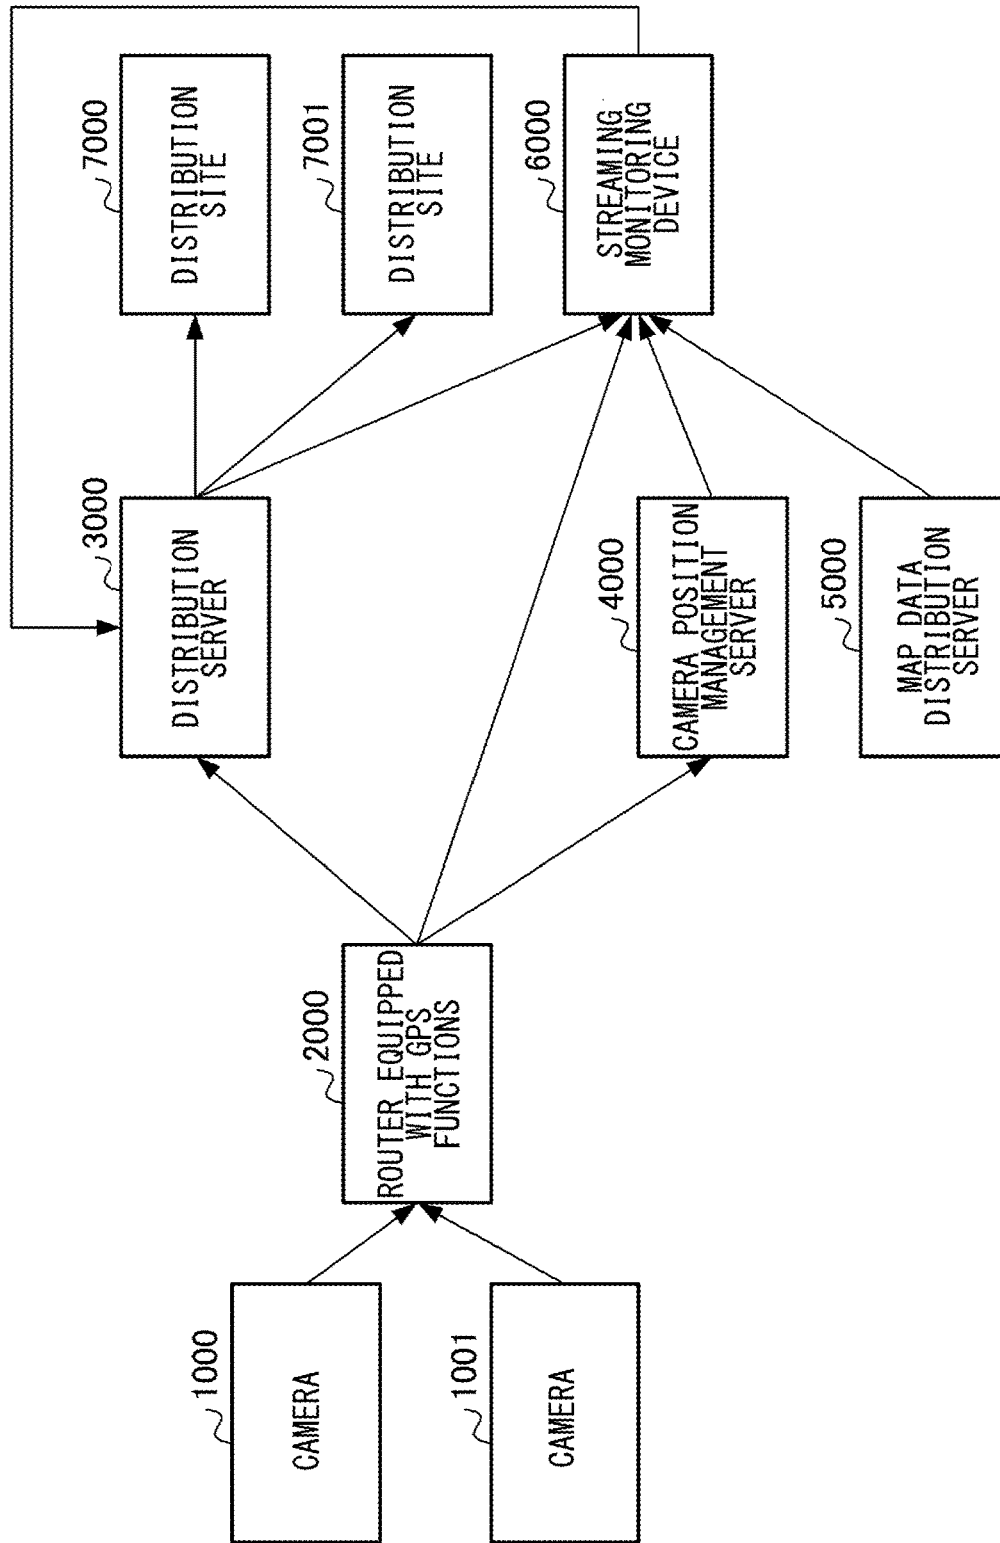 1000
CAMERA
1001
CAMERA
2000
ROUTER EQUIPPED
WITH GPS
FUNCTIONS
3000
DISTRIBUTION
SERVER
4000
CAMERA POSITION
MANAGEMENT
SERVER
5000
MAP DATA
DISTRIBUTION
SERVER
7000
DISTRIBUTION
SITE
7001
DISTRIBUTION
SITE
6000
STREAMING
MONITORING
DEVICE